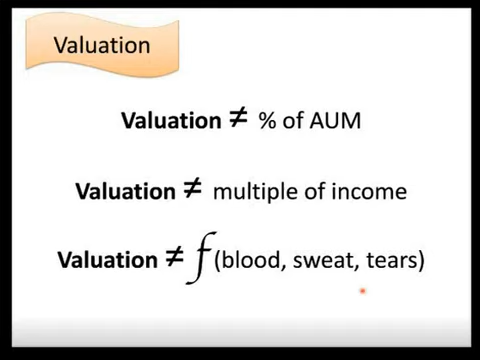 Valuation
Valuation ≠ % of AUM
Valuation ≠ multiple of income
Valuation ≠ f(blood, sweat, tears)